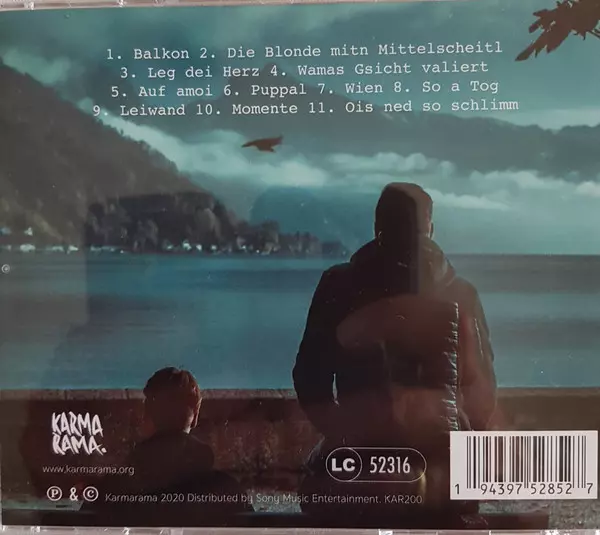 1. Balkon 2. Die Blonde mitn Mittelscheitl
3. Leg dei Herz 4. Wamas Gsicht valiert
5. Auf amoi 6. Puppal 7. Wien 8. So a Tog
9. Leiwand 10. Momente 11. Ois ned so schlimm
KARMA
RAMA.
www.karmarama.org
LC 52316
P & C Karmarama 2020 Distributed by Sony Music Entertainment. KAR200
1 94397 52852 7